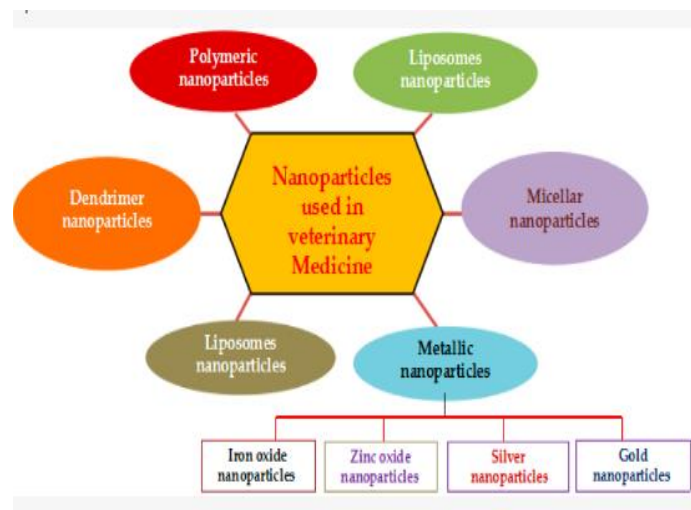 Polymeric
nanoparticles
Liposomes
nanoparticles
Dendrimer
nanoparticles
Nanoparticles
used in
veterinary
Medicine
Micellar
nanoparticles
Liposomes
nanoparticles
Metallic
nanoparticles
Iron oxide
nanoparticles
Zinc oxide
nanoparticles
Silver
nanoparticles
Gold
nanoparticles